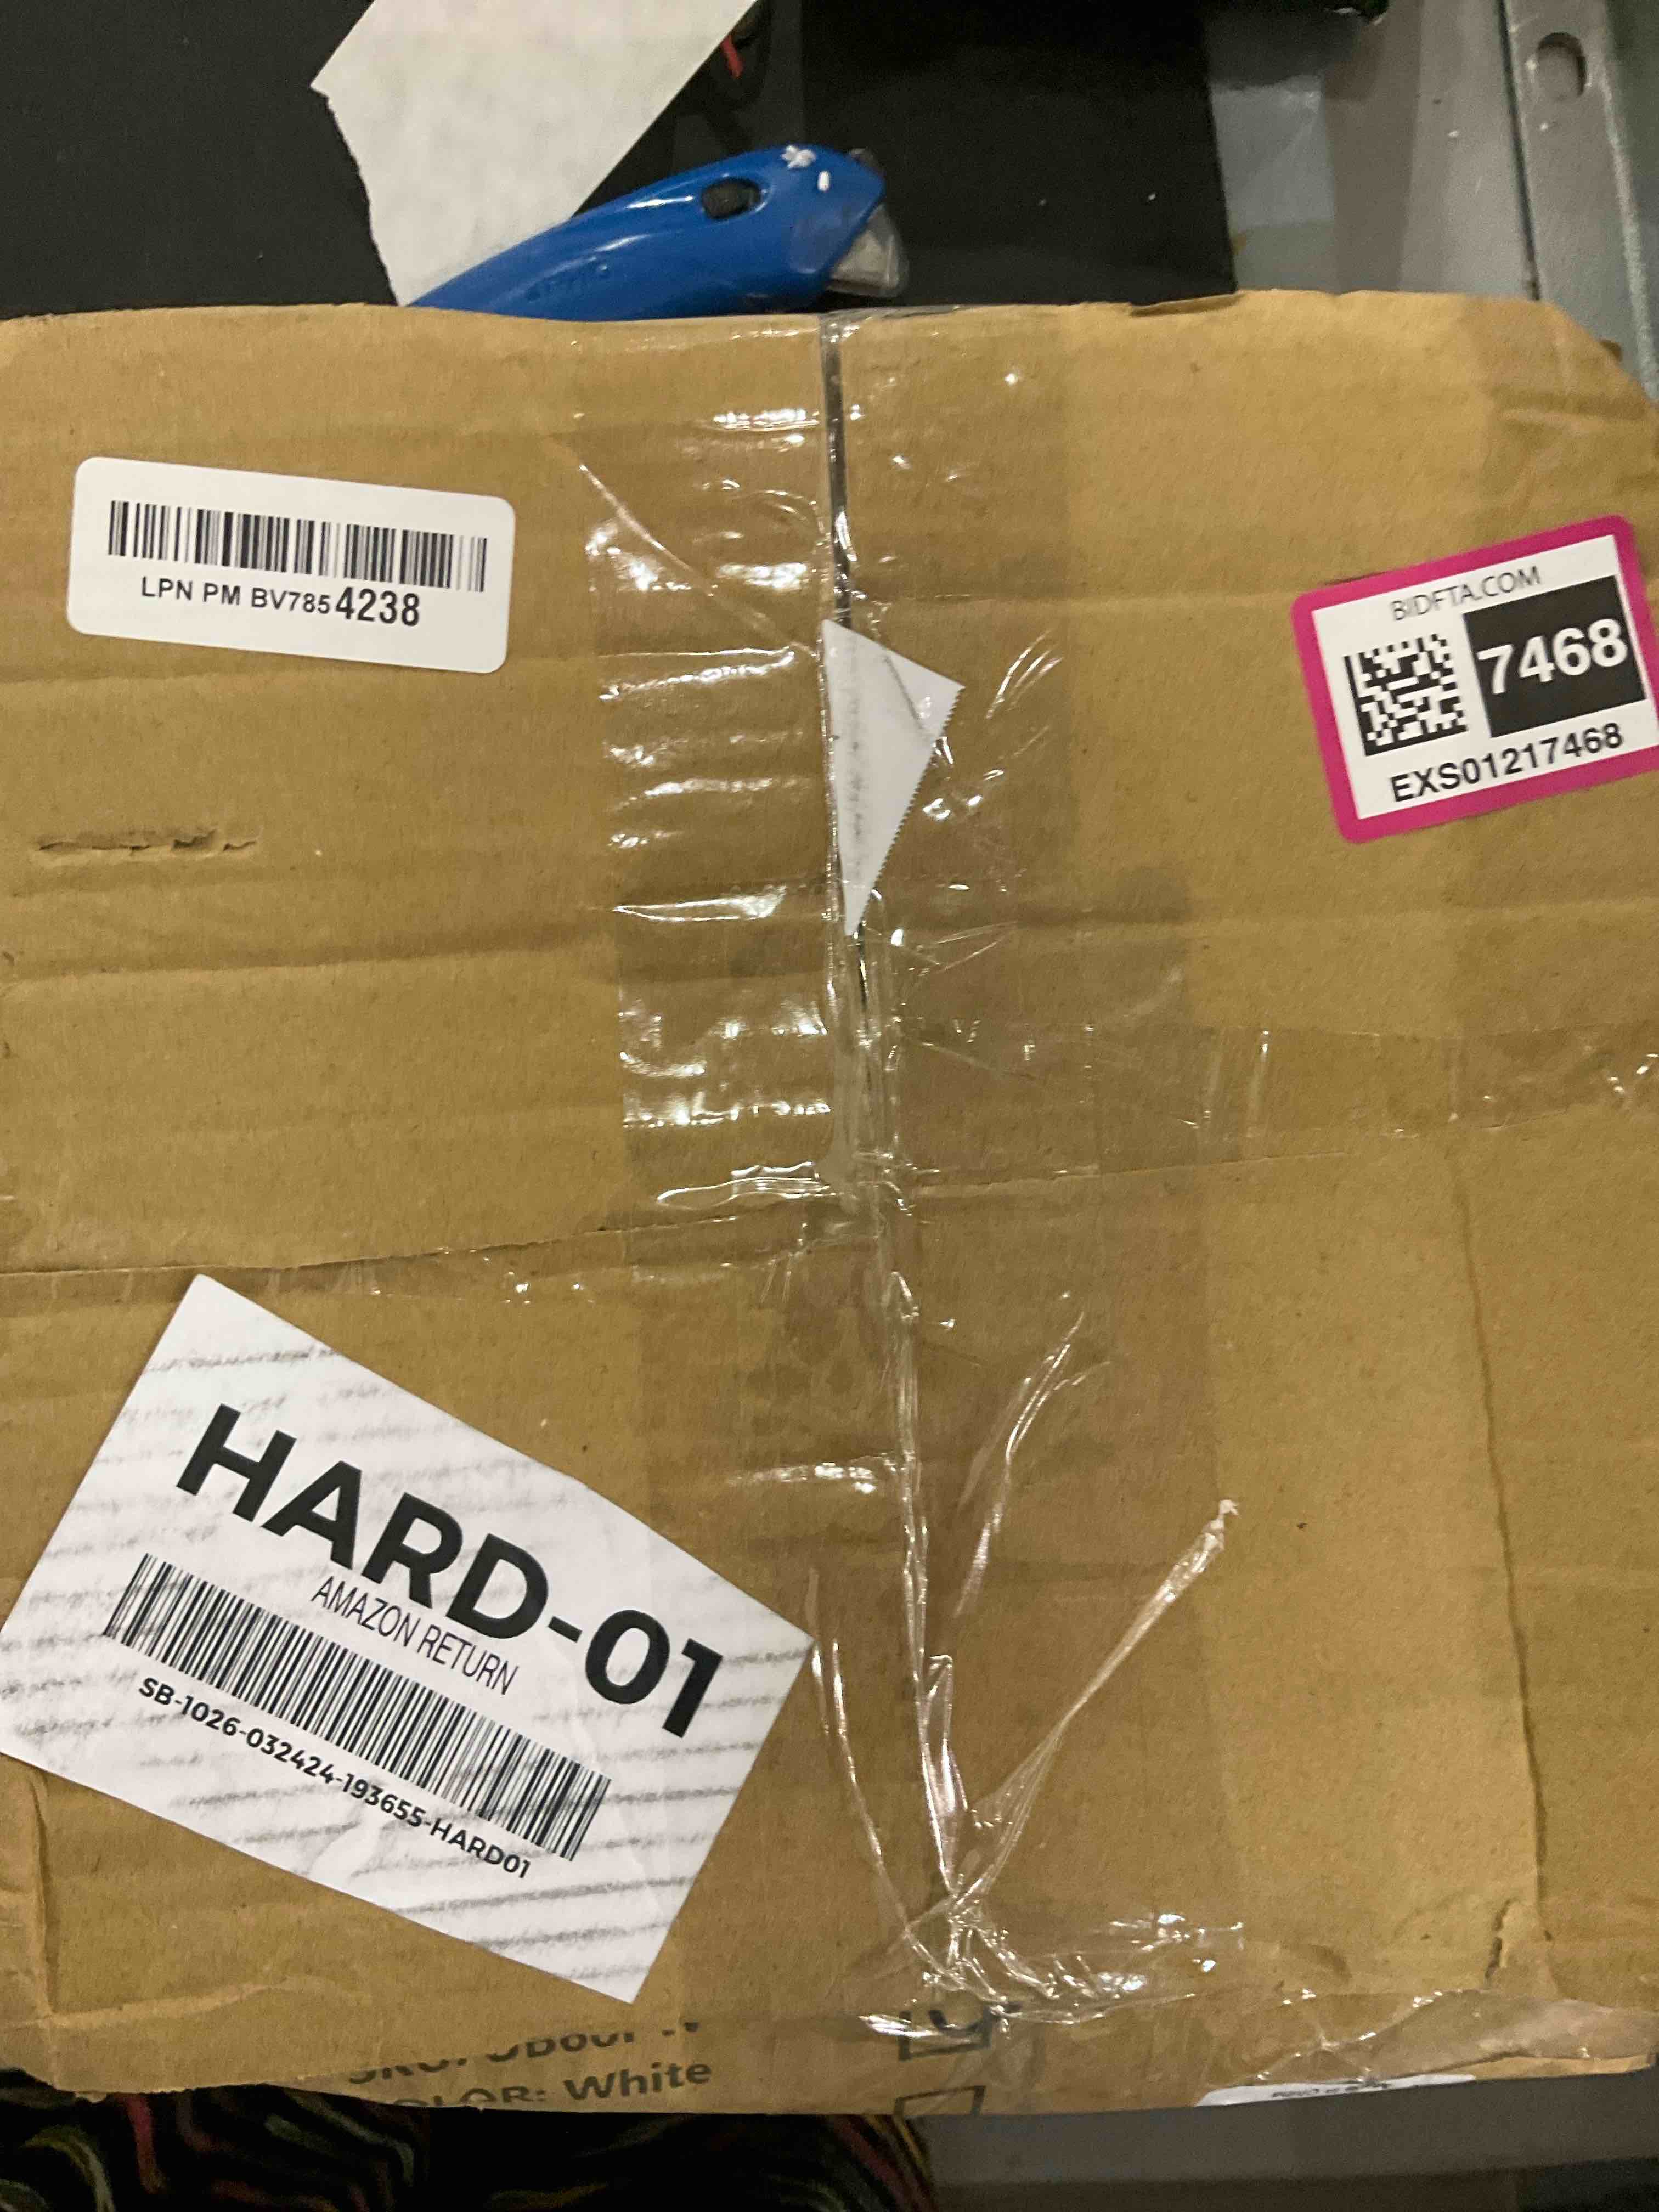 LPN PM BV7854238
BIDFTA.COM
7468
EXS01217468
HARD-01
AMAZON RETURN
SB-1026-032424-193655-HARD01
White